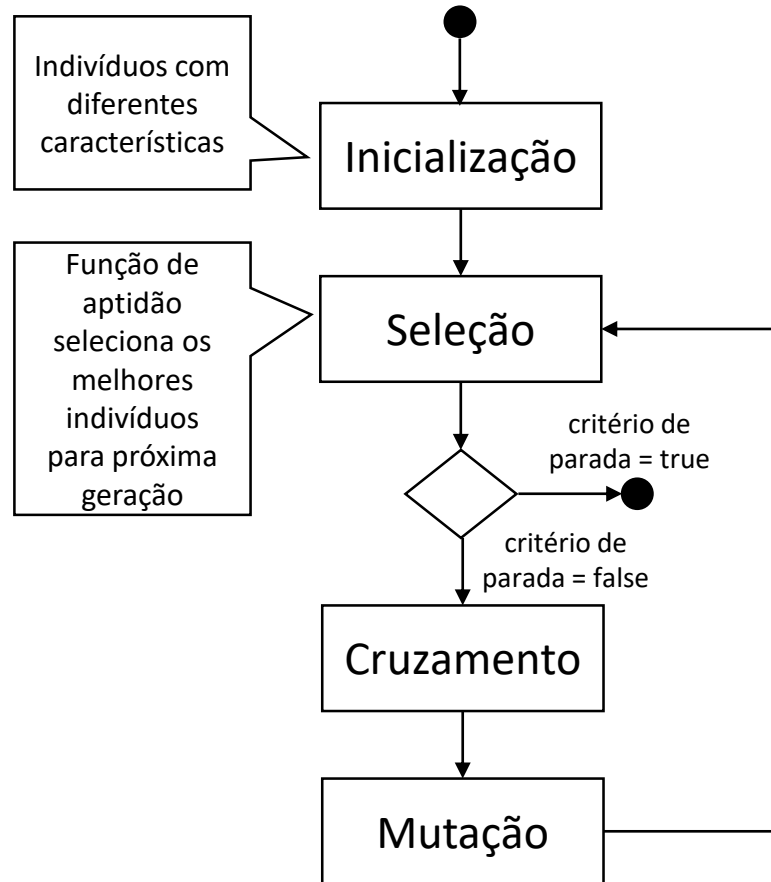 Indivíduos com
diferentes
características
Inicialização
Função de
aptidão
seleciona os
melhores
indivíduos
para próxima
geração
Seleção
critério de
parada = true
critério de
parada = false
Cruzamento
Mutação